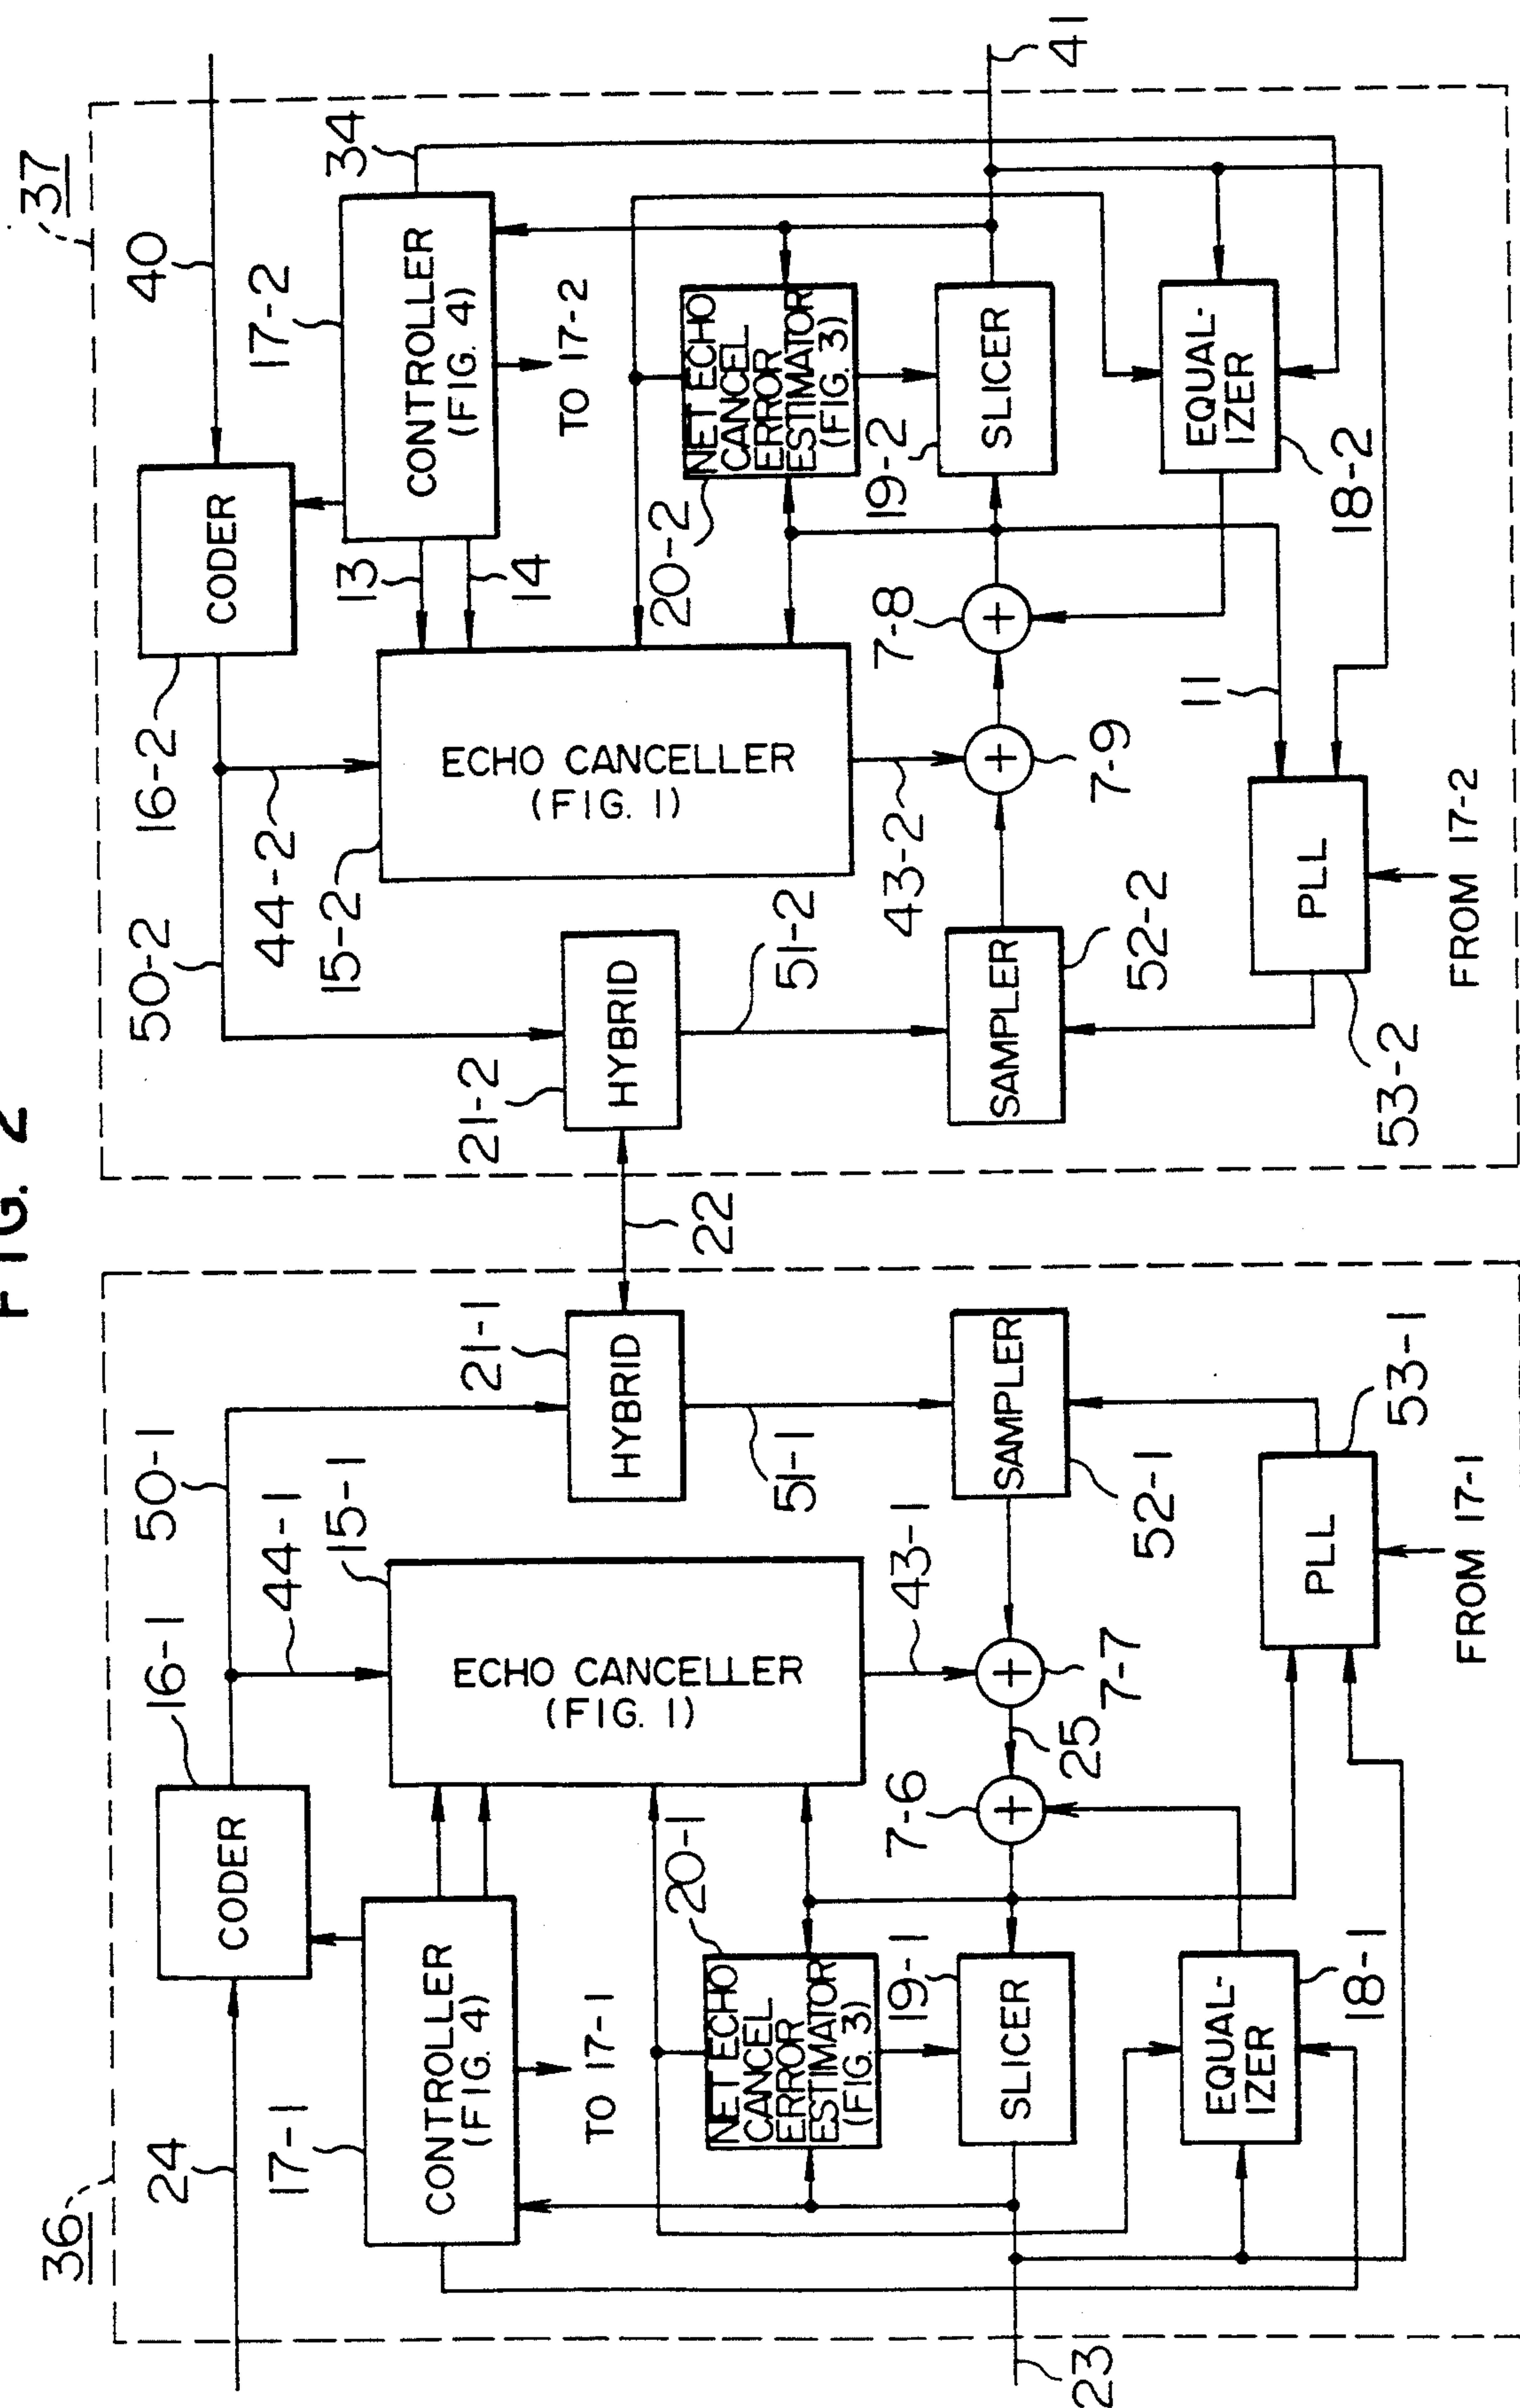 FIG. 2
36
24
16-1
CODER
50-1
44-1
17-1
CONTROLLER
(FIG. 4)
TO 17-1
15-1
ECHO CANCELLER
(FIG. 1)
21-1
HYBRID
22
20-1
NET ECHO
CANCEL
ERROR
ESTIMATOR
(FIG. 3)
43-1
51-1
19-1
SLICER
7-6
25
7-7
SAMPLER
52-1
23
EQUAL-
IZER
18-1
PLL
53-1
FROM 17-1
37
50-2
16-2
CODER
40
44-2
15-2
ECHO CANCELLER
(FIG. 1)
13
14
17-2
CONTROLLER
(FIG. 4)
34
TO 17-2
21-2
HYBRID
51-2
43-2
20-2
NET ECHO
CANCEL
ERROR
ESTIMATOR
(FIG. 3)
SAMPLER
52-2
7-9
7-8
19-2
SLICER
41
53-2
PLL
11
FROM 17-2
EQUAL-
IZER
18-2